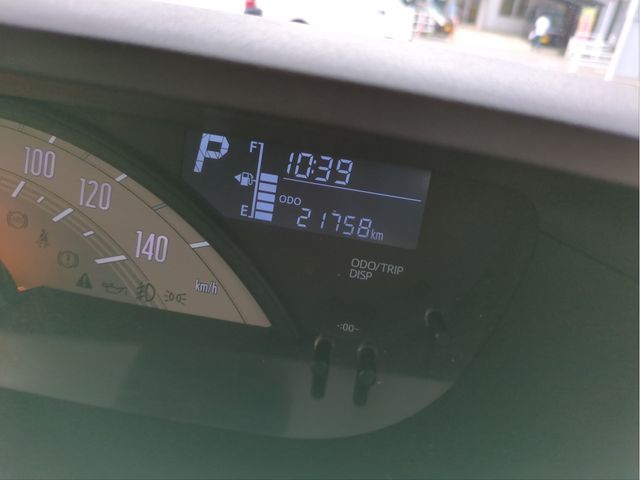 P
F
10:39
E
ODO
21758km
100
120
140
km/h
ODO/TRIP
DISP
:00